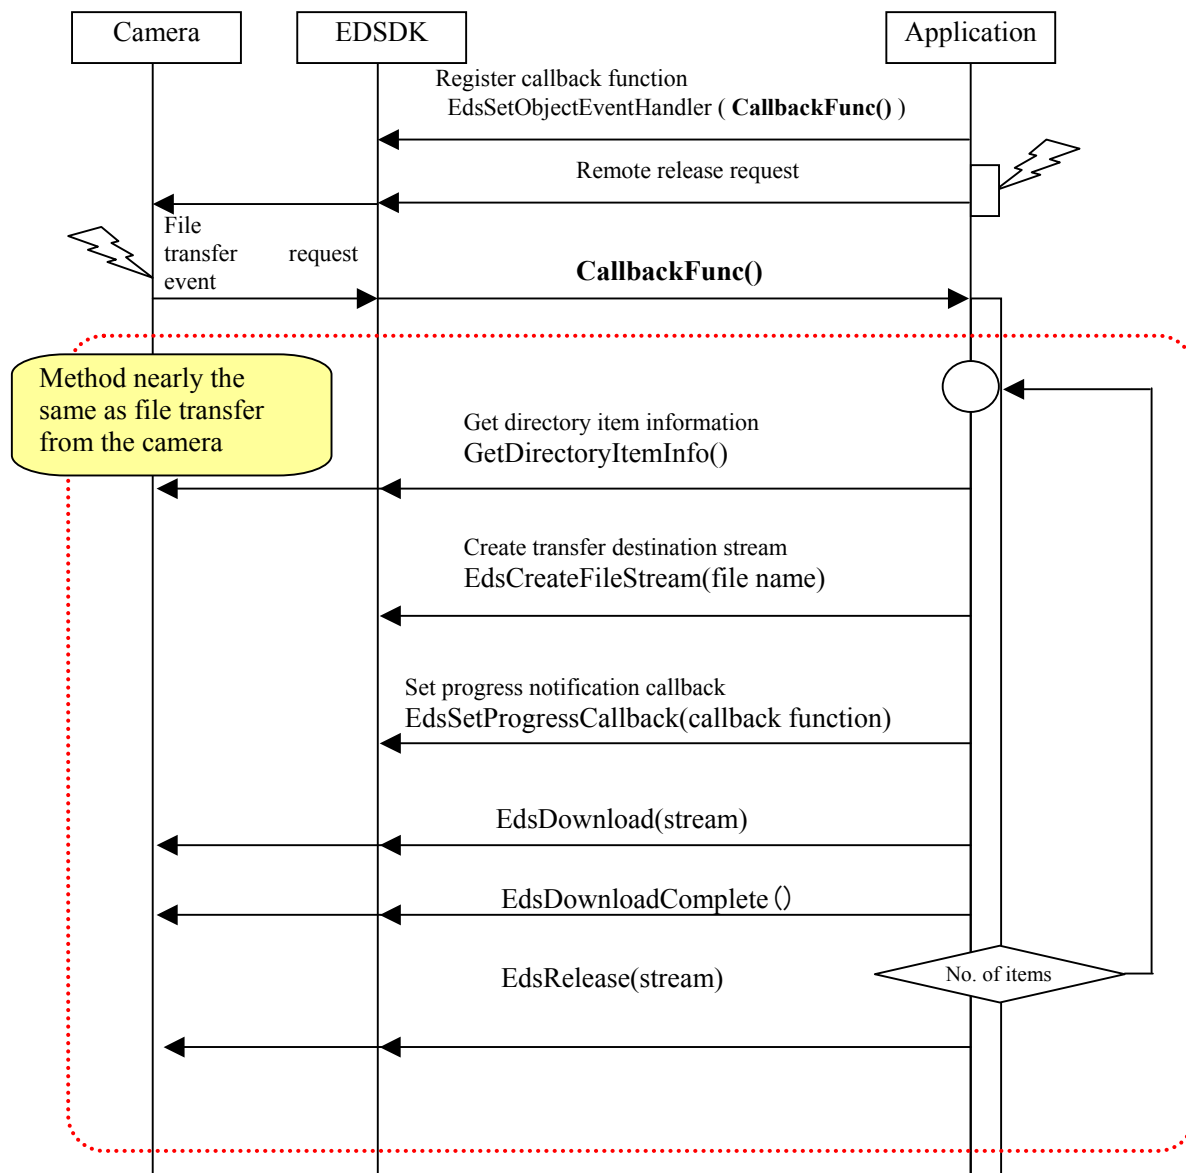 Camera
EDSDK
Application
Register callback function
EdsSetObjectEventHandler ( CallbackFunc() )
Remote release request
File
transfer request
event
CallbackFunc()
Method nearly the
same as file transfer
from the camera
Get directory item information
GetDirectoryItemInfo()
Create transfer destination stream
EdsCreateFileStream(file name)
Set progress notification callback
EdsSetProgressCallback(callback function)
EdsDownload(stream)
EdsDownloadComplete()
EdsRelease(stream)
No. of items